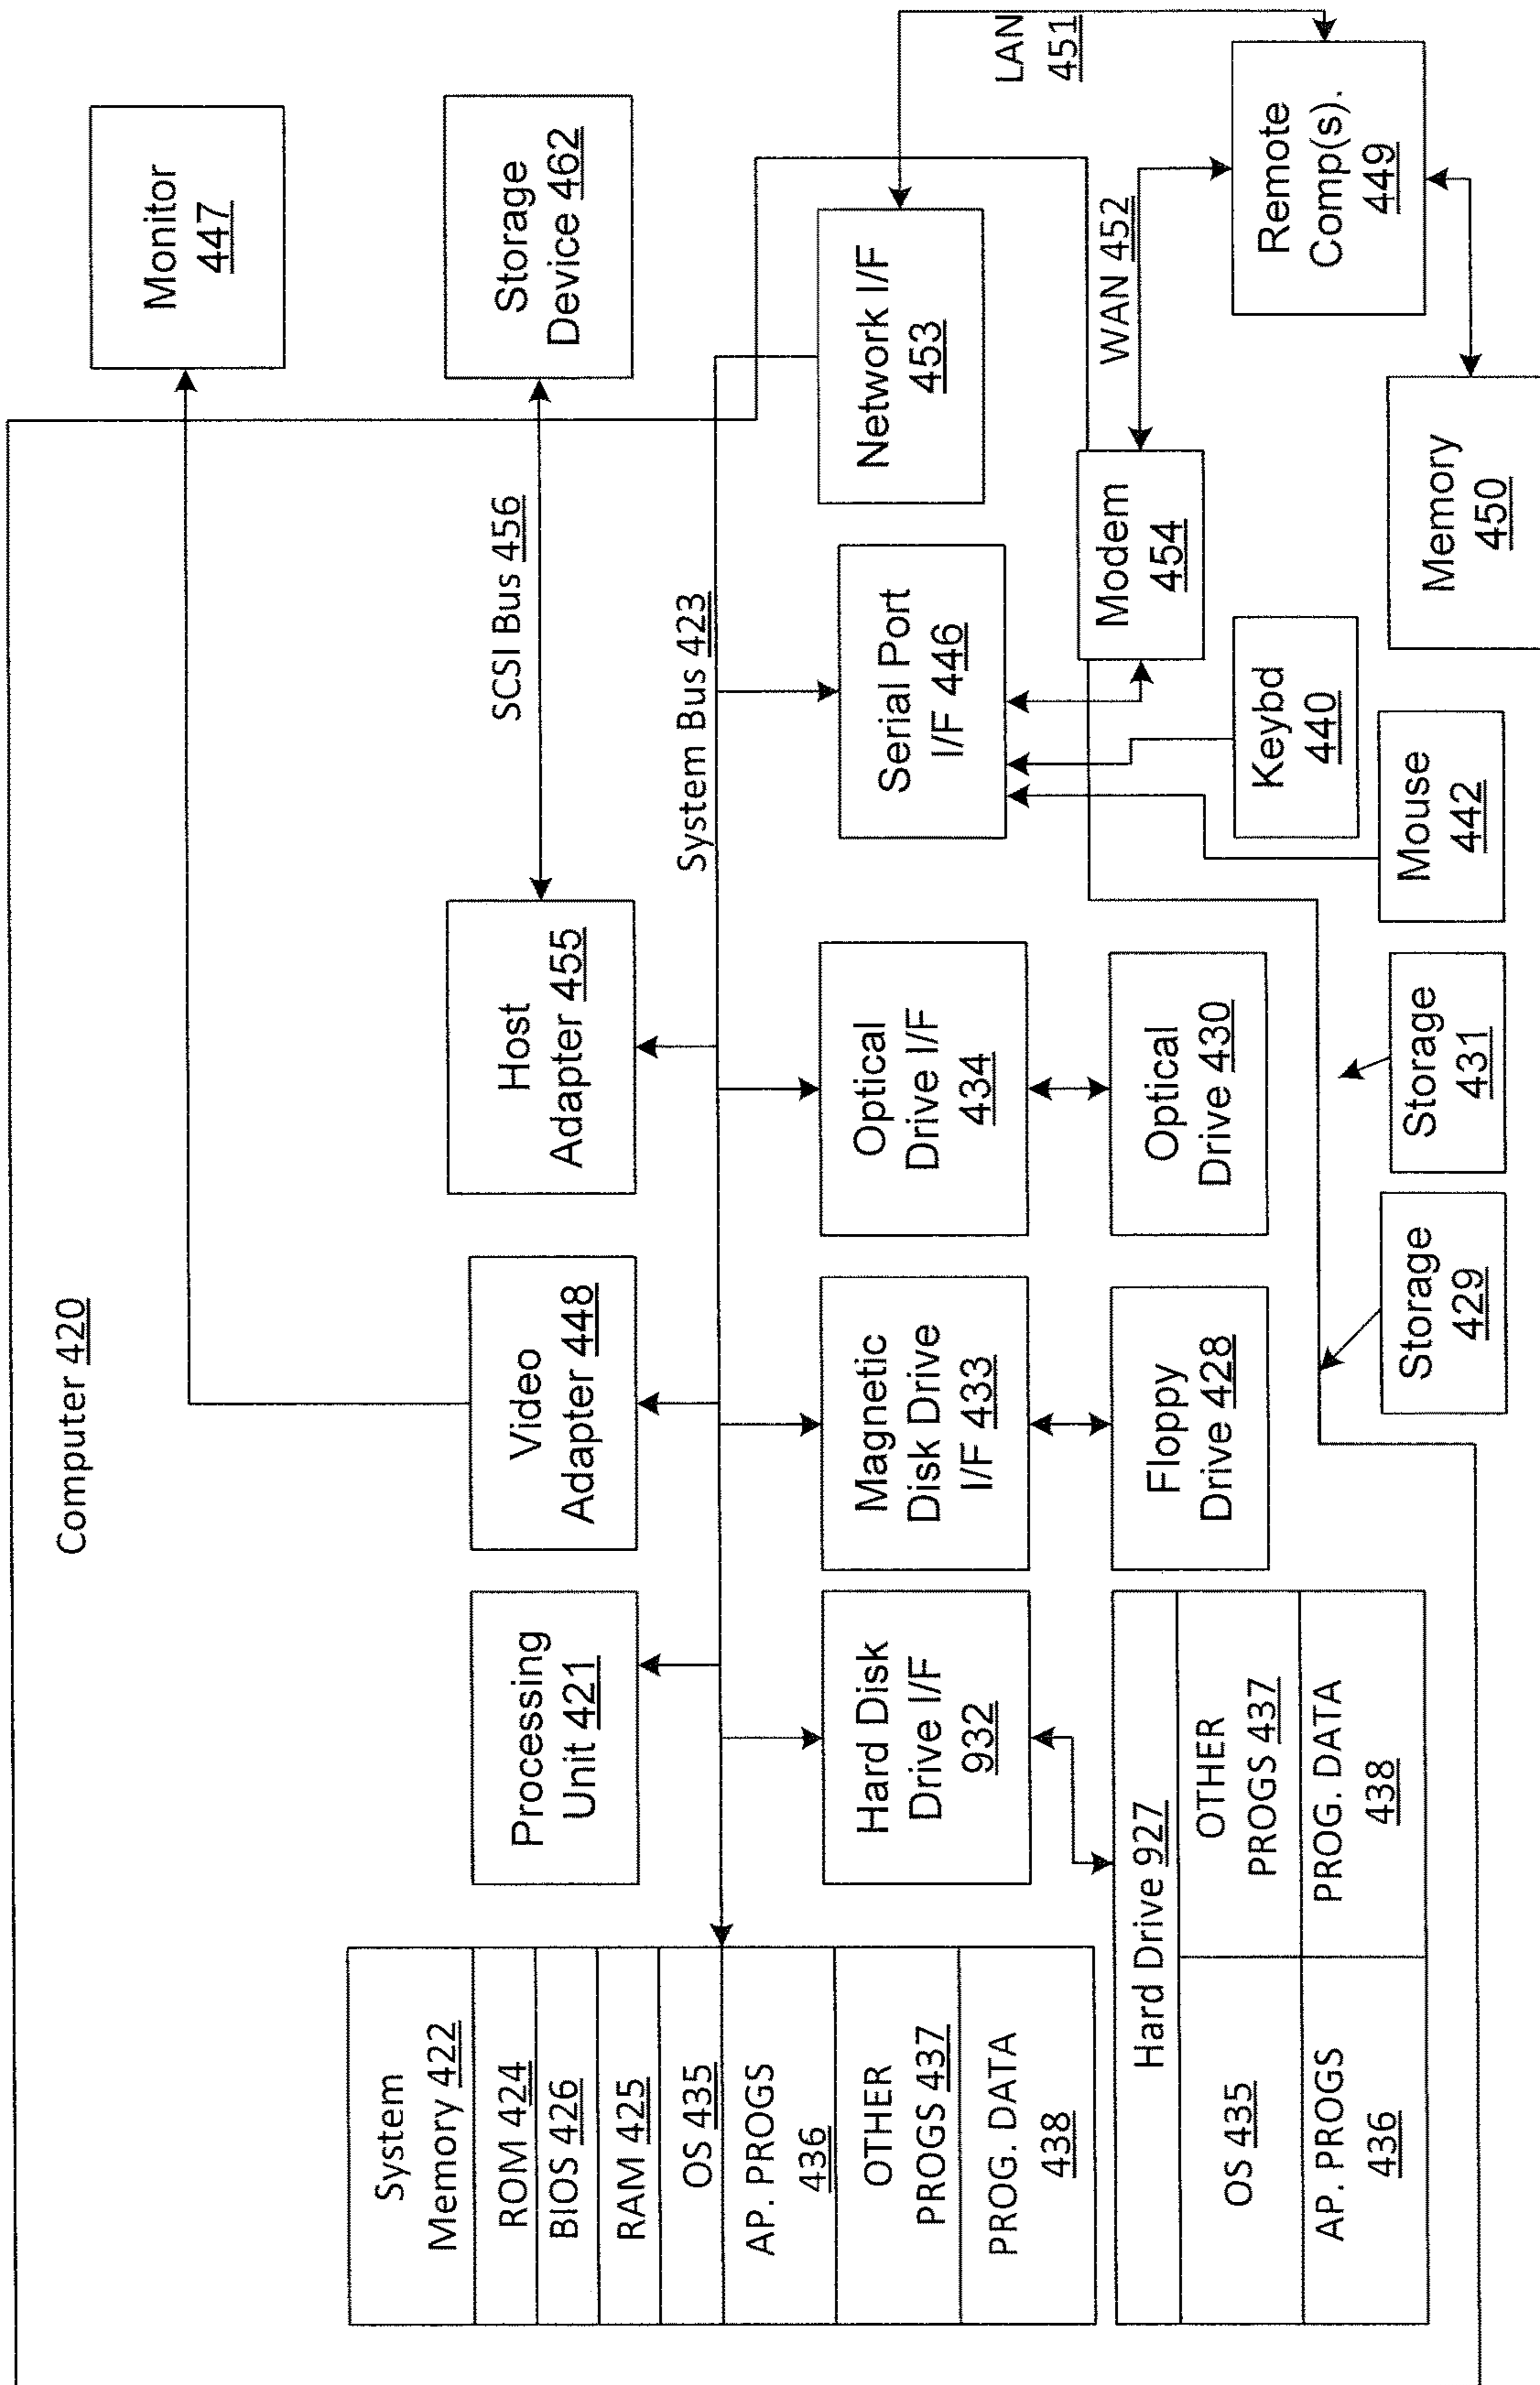 Computer 420
Monitor
447
System
Memory 422
ROM 424
BIOS 426
RAM 425
OS 435
AP. PROGS
436
OTHER
PROGS 437
PROG. DATA
438
Processing
Unit 421
Video
Adapter 448
Host
Adapter 455
SCSI Bus 456
Storage
Device 462
System Bus 423
Hard Disk
Drive I/F
932
Magnetic
Disk Drive
I/F 433
Optical
Drive I/F
434
Serial Port
I/F 446
Network I/F
453
LAN
451
Hard Drive 927
OS 435
OTHER
PROGS 437
AP. PROGS
436
PROG. DATA
438
Floppy
Drive 428
Optical
Drive 430
Modem
454
WAN 452
Remote
Comp(s).
449
Storage
429
Storage
431
Mouse
442
Keybd
440
Memory
450